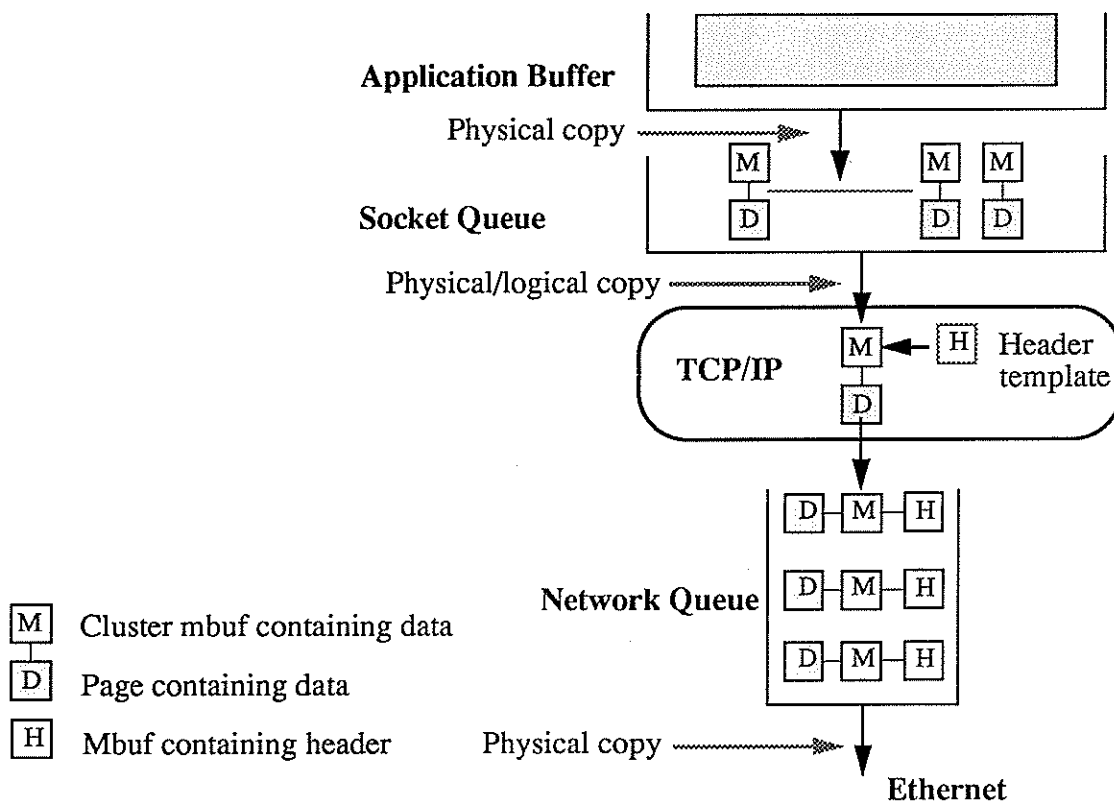 Application Buffer
Physical copy
M M M
D D D
Socket Queue
Physical/logical copy
M H Header
template
TCP/IP
D
D M H
D M H
Network Queue
D M H
M Cluster mbuf containing data
D Page containing data
H Mbuf containing header
Physical copy
Ethernet